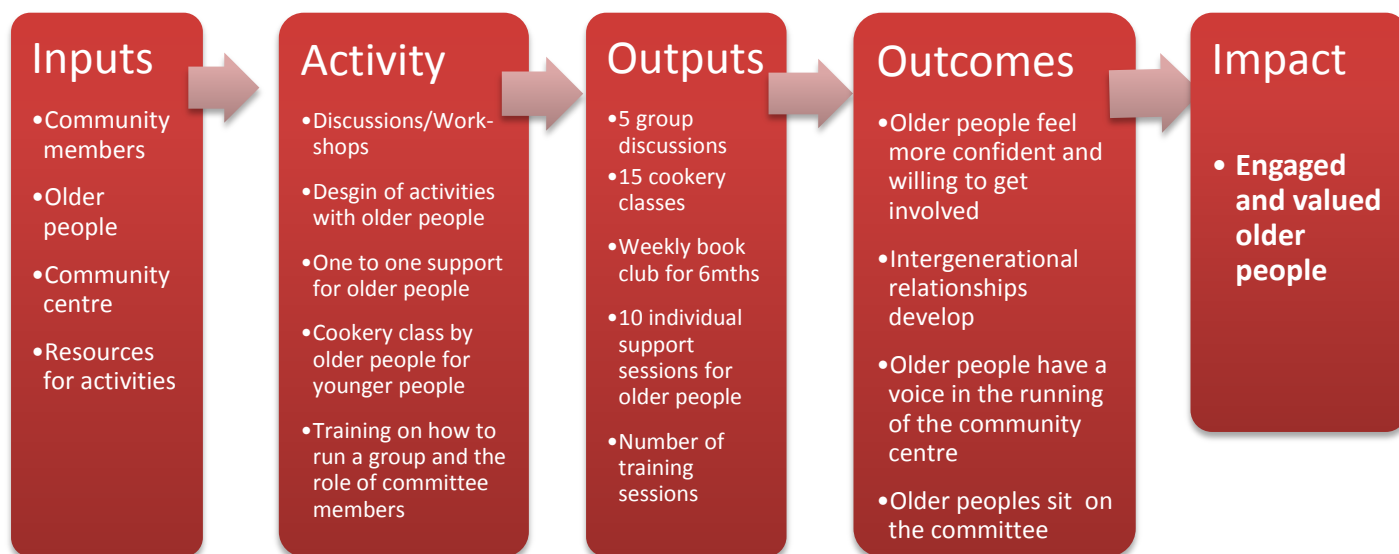 Inputs
•Community
members
•Older
people
•Community
centre
•Resources
for activities
Activity
•Discussions/Work-
shops
•Desgin of activities
with older people
•One to one support
for older people
•Cookery class by
older people for
younger people
•Training on how to
run a group and the
role of committee
members
Outputs
•5 group
discussions
•15 cookery
classes
•Weekly book
club for 6mths
•10 individual
support
sessions for
older people
•Number of
training
sessions
Outcomes
•Older people feel
more confident and
willing to get
involved
•Intergenerational
relationships
develop
•Older people have a
voice in the running
of the community
centre
•Older peoples sit on
the committee
Impact
• Engaged
and valued
older
people